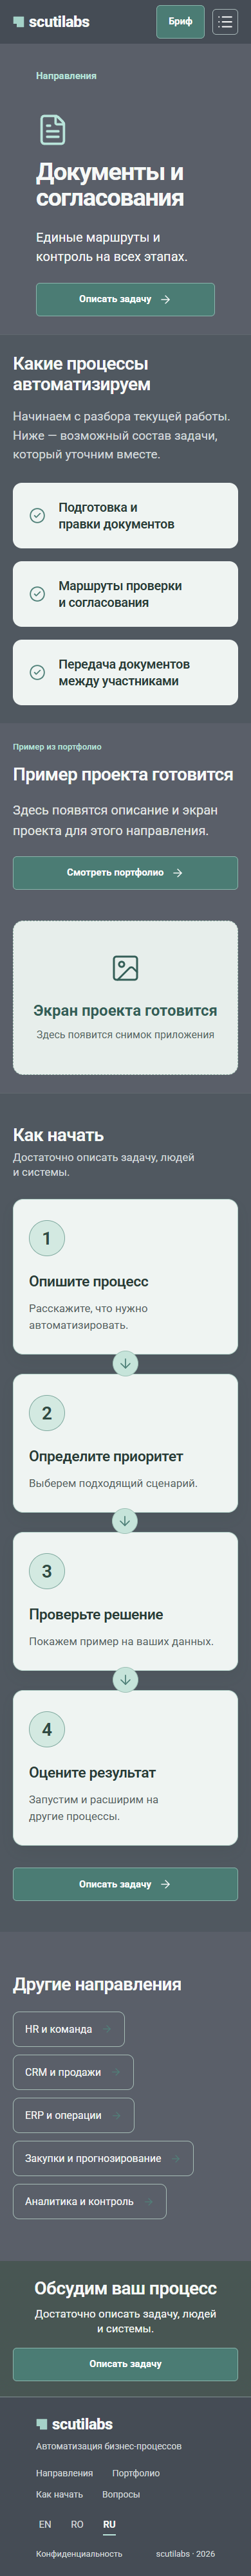 scutilabs
Бриф
Направления
Документы и
согласования
Единые маршруты и
контроль на всех этапах.
Описать задачу
Какие процессы
автоматизируем
Начинаем с разбора текущей работы.
Ниже — возможный состав задачи,
который уточним вместе.
Подготовка и
правки документов
Маршруты проверки
и согласования
Передача документов
между участниками
Пример из портфолио
Пример проекта готовится
Здесь появятся описание и экран
проекта для этого направления.
Смотреть портфолио
Экран проекта готовится
Здесь появится снимок приложения
Как начать
Достаточно описать задачу, людей
и системы.
1
Опишите процесс
Расскажите, что нужно
автоматизировать.
2
Определите приоритет
Выберем подходящий сценарий.
3
Проверьте решение
Покажем пример на ваших данных.
4
Оцените результат
Запустим и расширим на
другие процессы.
Описать задачу
Другие направления
HR и команда
CRM и продажи
ERP и операции
Закупки и прогнозирование
Аналитика и контроль
Обсудим ваш процесс
Достаточно описать задачу, людей
и системы.
Описать задачу
scutilabs
Автоматизация бизнес-процессов
Направления Портфолио
Как начать Вопросы
EN RO RU
Конфиденциальность scutilabs · 2026